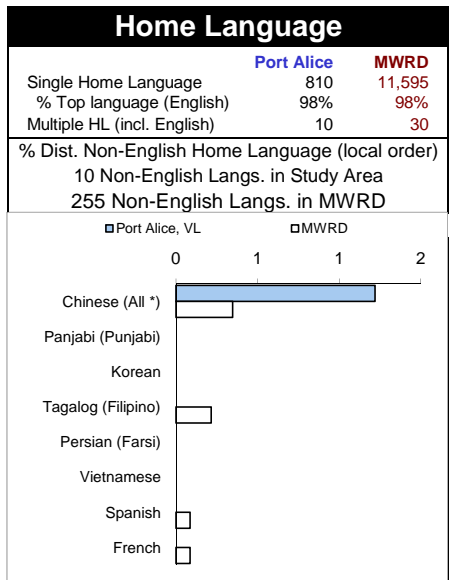 Home Language
Port Alice MWRD
Single Home Language 810 11,595
% Top language (English) 98% 98%
Multiple HL (incl. English) 10 30
% Dist. Non-English Home Language (local order)
10 Non-English Langs. in Study Area
255 Non-English Langs. in MWRD
Port Alice, VL MWRD
0 1 1 2
Chinese (All *)
Panjabi (Punjabi)
Korean
Tagalog (Filipino)
Persian (Farsi)
Vietnamese
Spanish
French